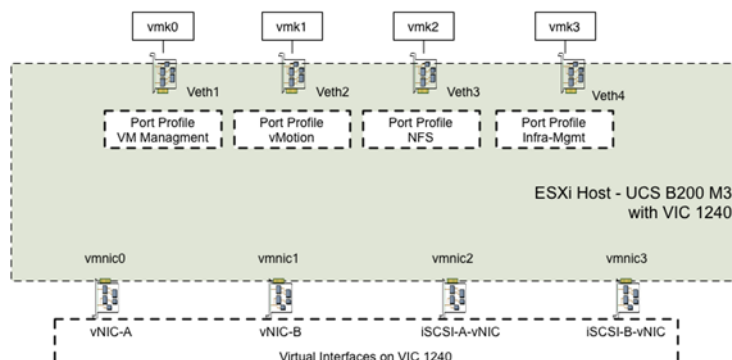 vmk0 vmk1 vmk2 vmk3
Veth1 Veth2 Veth3 Veth4
Port Profile Port Profile Port Profile Port Profile
VM Managment vMotion NFS Infra-Mgmt
ESXi Host - UCS B200 M3
with VIC 1240
vmnic0 vmnic1 vmnic2 vmnic3
vNIC-A vNIC-B iSCSI-A-vNIC iSCSI-B-vNIC
Virtual Interfaces on VIC 1240